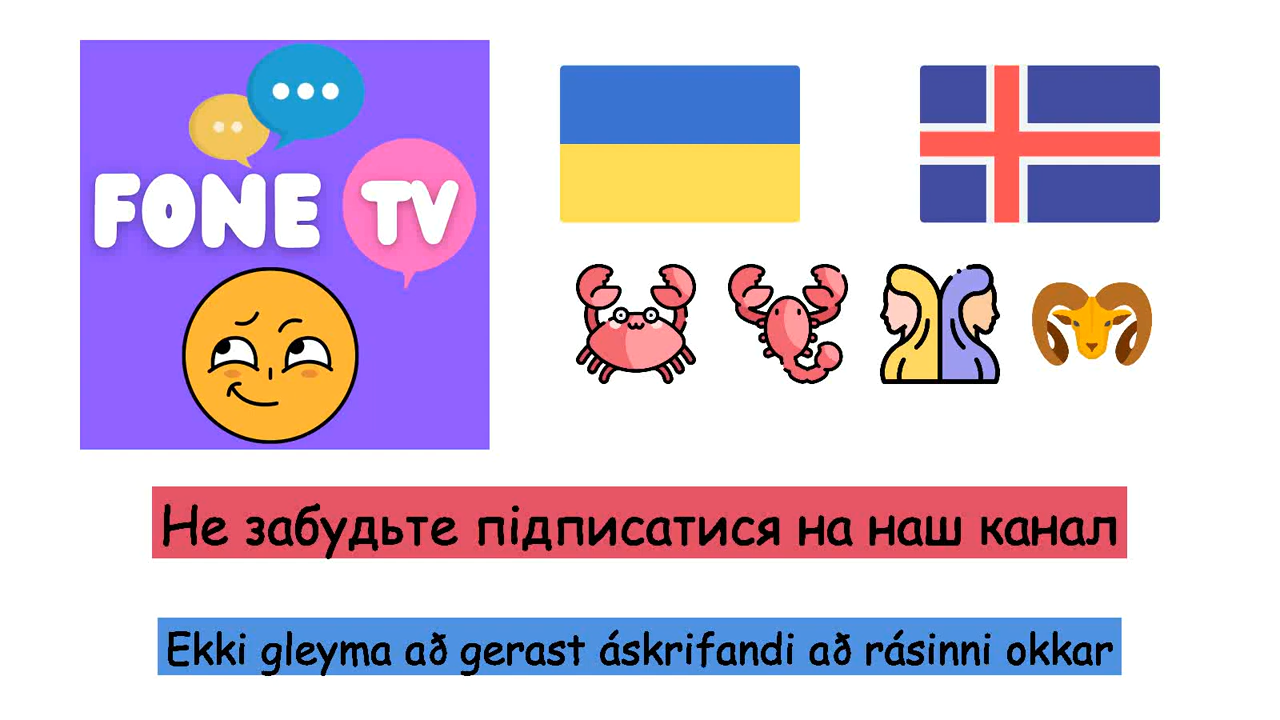 FONE TV
Не забудьте підписатися на наш канал
Ekki gleyma að gerast áskrifandi að rásinni okkar